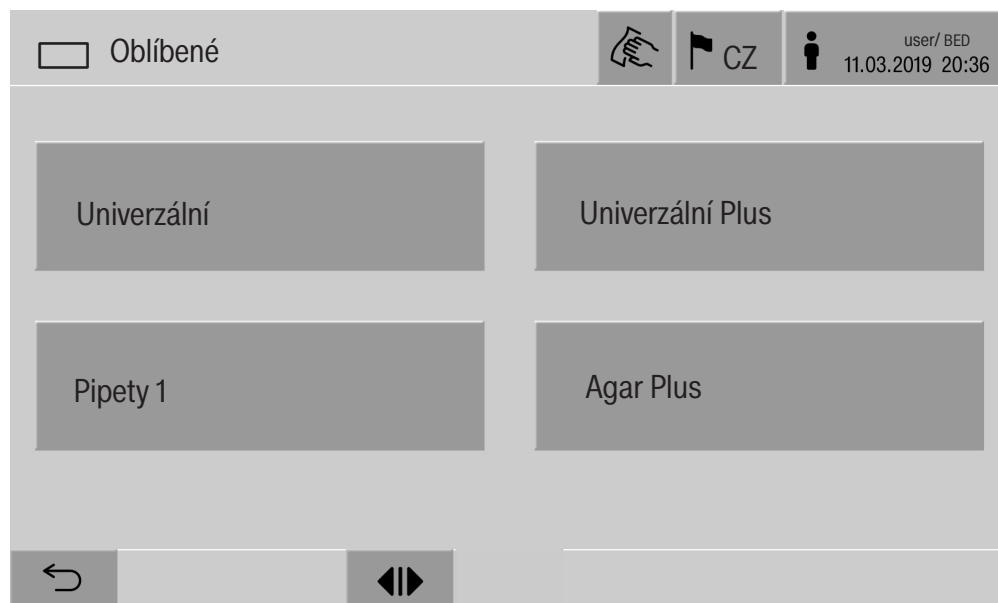 Oblíbené
CZ
user/ BED
11.03.2019 20:36
Univerzální
Univerzální Plus
Pipety 1
Agar Plus